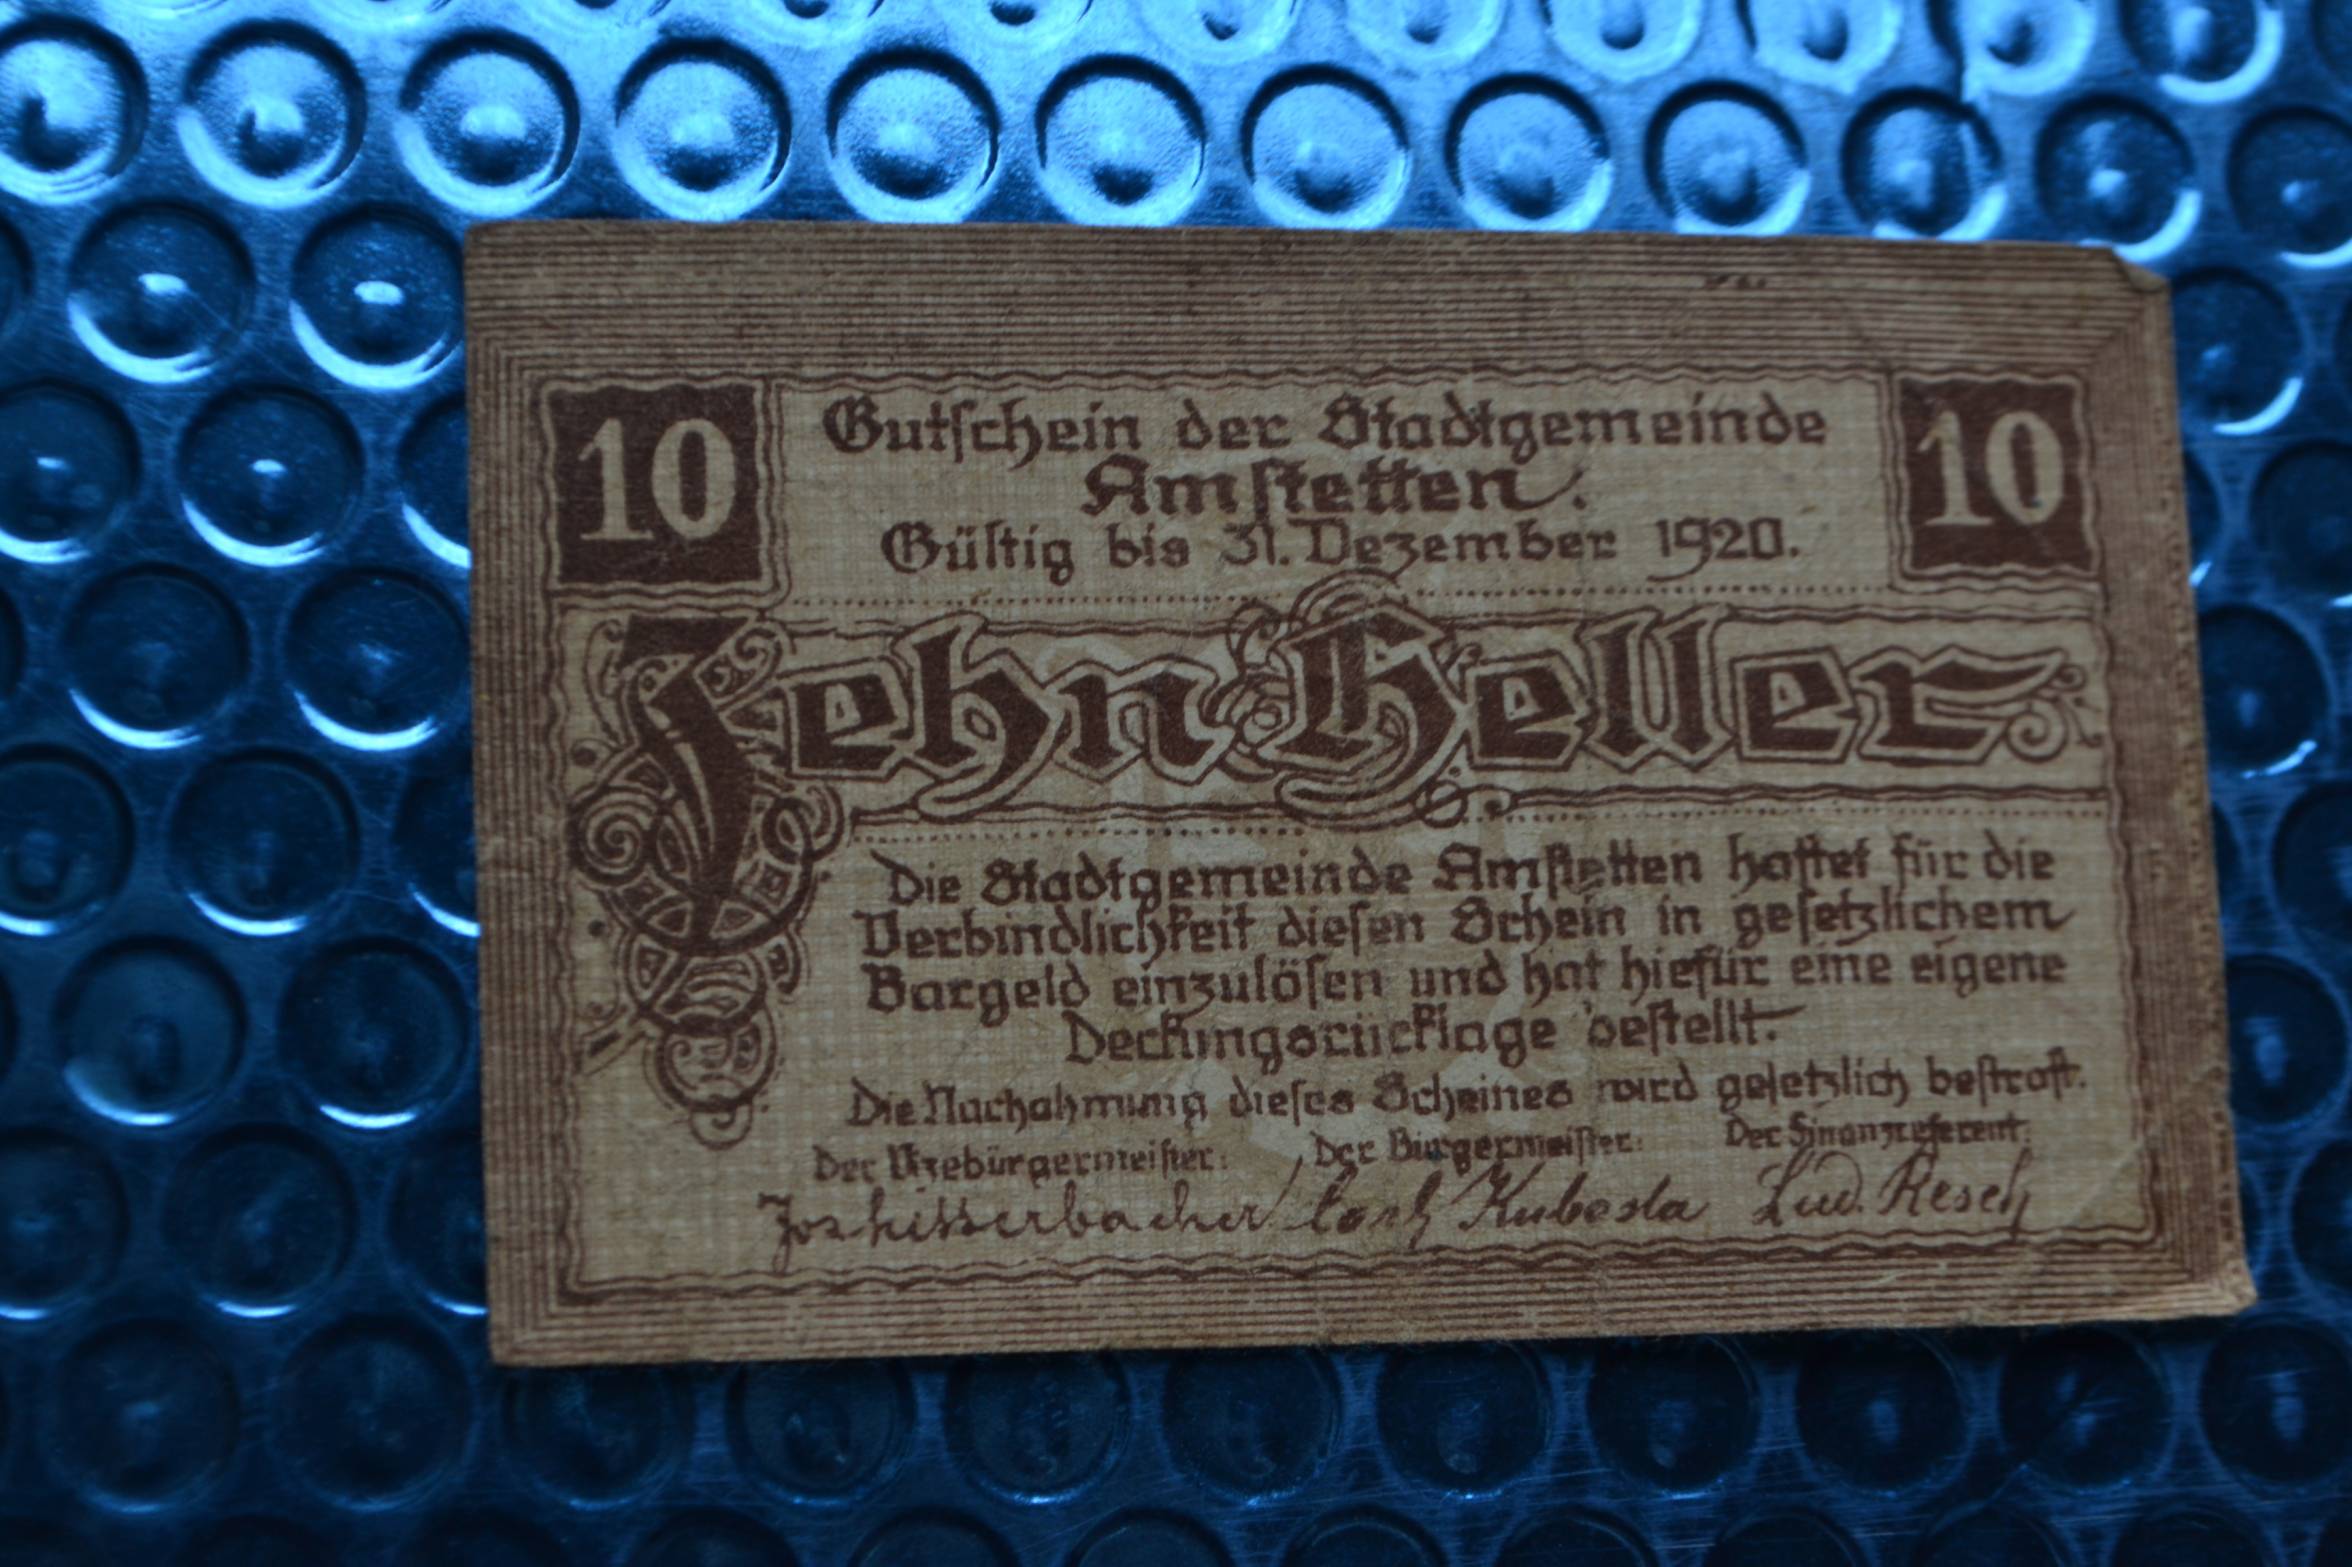 10
Gutschein der Stadtgemeinde
10
Amstetten.
Gültig bis 31. Dezember 1920.
Zehn Heller
Die Stadtgemeinde Amstetten haftet für die
Verbindlichkeit diesen Schein in gesetzlichem
Bargeld einzulösen und hat hiefür eine eigene
Deckungsrücklage bestellt.
Die Nachahmung dieses Scheines wird gesetzlich bestraft.
Der Vizebürgermeister: Der Bürgermeister: Der Finanzreferent:
Kubasta Lud. Resch